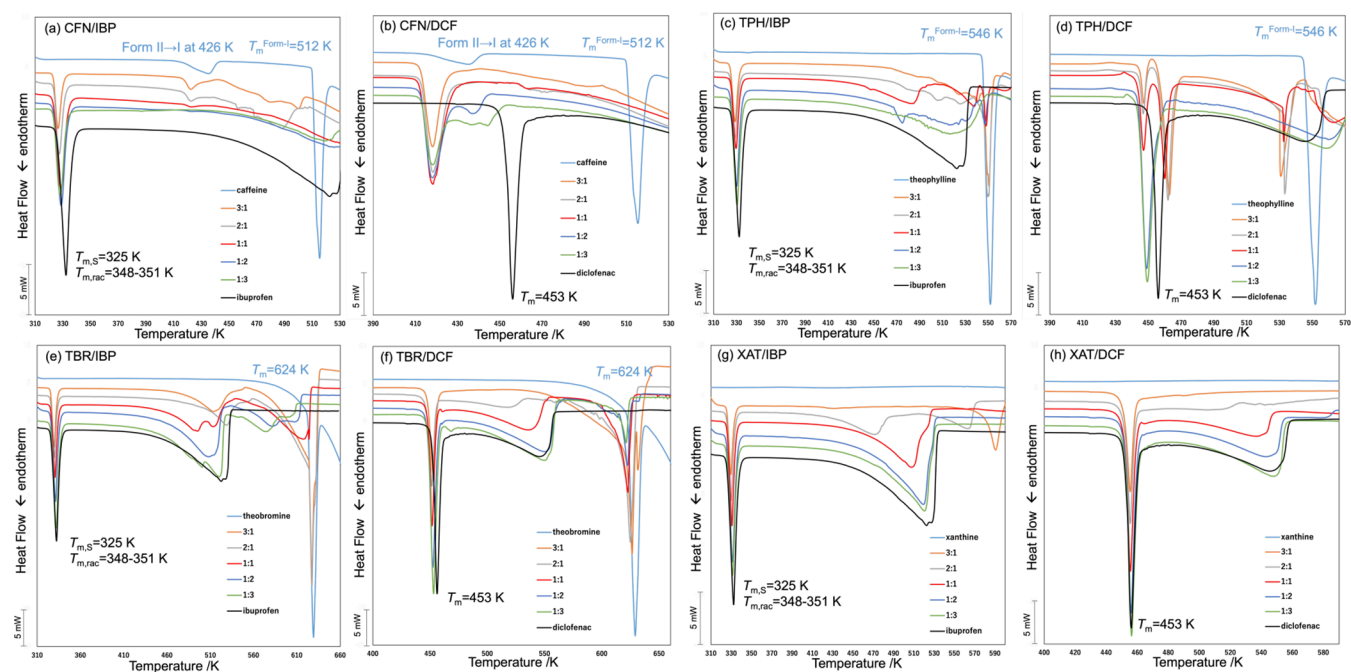 (a) CFN/IBP
Form II→I at 426 K
Tm^Form-I=512 K
caffeine
3:1
2:1
1:1
1:2
1:3
ibuprofen
Tm,S=325 K
Tm,rac=348-351 K
Heat Flow ← endotherm
5 mW
310 330 350 370 390 410 430 450 470 490 510 530
Temperature /K
(b) CFN/DCF
Form II→I at 426 K
Tm^Form-I=512 K
caffeine
3:1
2:1
1:1
1:2
1:3
diclofenac
Tm=453 K
Heat Flow ← endotherm
5 mW
390 410 430 450 470 490 510 530
Temperature /K
(c) TPH/IBP
Tm^Form-I=546 K
theophylline
3:1
2:1
1:1
1:2
1:3
ibuprofen
Tm,S=325 K
Tm,rac=348-351 K
Heat Flow ← endotherm
5 mW
310 330 350 370 390 410 430 450 470 490 510 530 550 570
Temperature /K
(d) TPH/DCF
Tm^Form-I=546 K
theophylline
3:1
2:1
1:1
1:2
1:3
diclofenac
Tm=453 K
Heat Flow ← endotherm
5 mW
400 420 440 460 480 500 520 540 560
Temperature /K
(e) TBR/IBP
Tm=624 K
theobromine
3:1
2:1
1:1
1:2
1:3
ibuprofen
Tm,S=325 K
Tm,rac=348-351 K
Heat Flow ← endotherm
5 mW
310 360 410 460 510 560 610 660
Temperature /K
(f) TBR/DCF
Tm=624 K
theobromine
3:1
2:1
1:1
1:2
1:3
diclofenac
Tm=453 K
Heat Flow ← endotherm
5 mW
400 450 500 550 600 650
Temperature /K
(g) XAT/IBP
xanthine
3:1
2:1
1:1
1:2
1:3
ibuprofen
Tm,S=325 K
Tm,rac=348-351 K
Heat Flow ← endotherm
5 mW
310 330 350 370 390 410 430 450 470 490 510 530 550 570 590
Temperature /K
(h) XAT/DCF
xanthine
3:1
2:1
1:1
1:2
1:3
diclofenac
Tm=453 K
Heat Flow ← endotherm
5 mW
400 420 440 460 480 500 520 540 560 580
Temperature /K